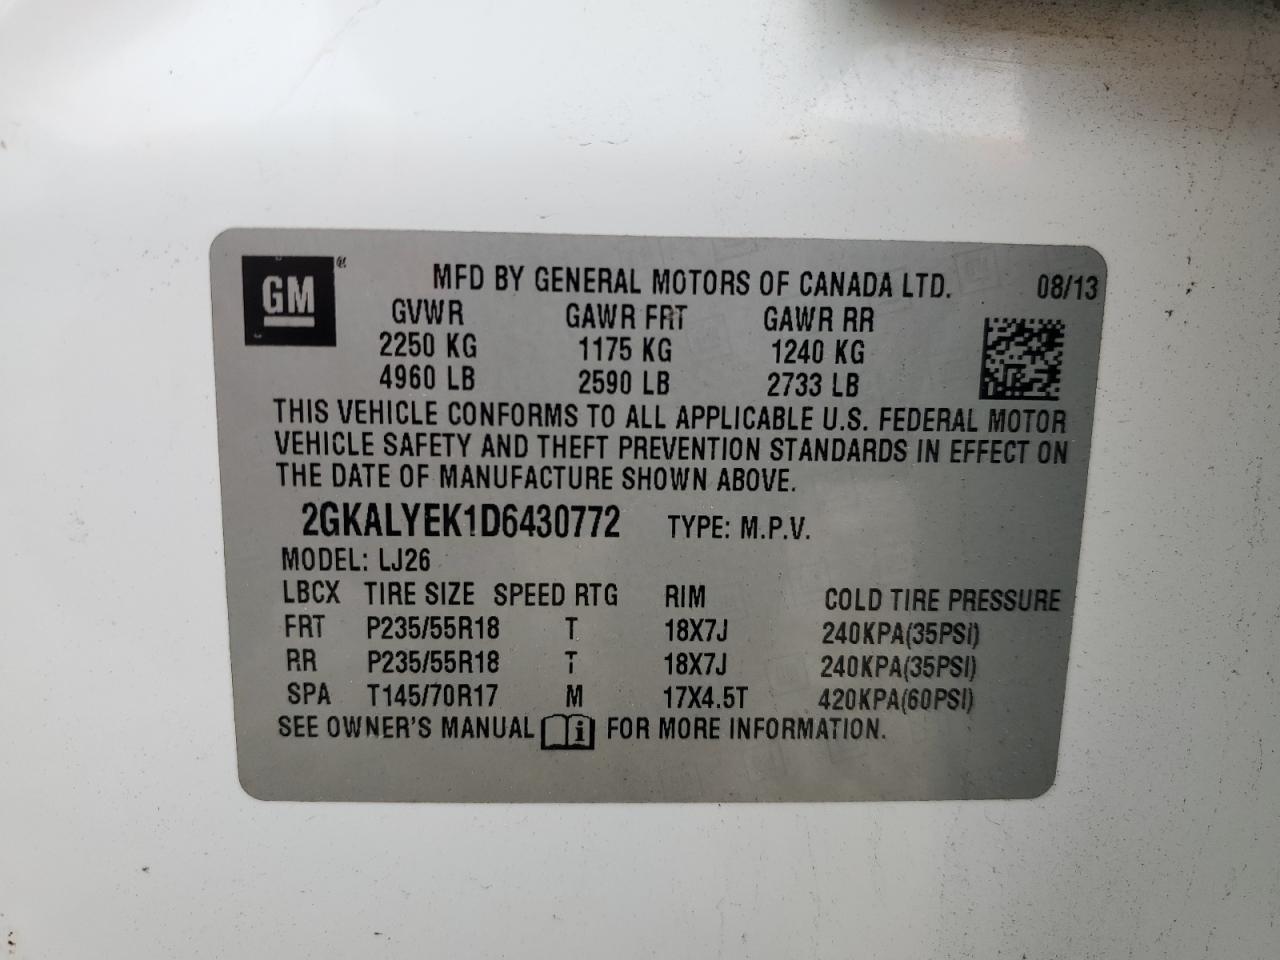 GM ®
MFD BY GENERAL MOTORS OF CANADA LTD. 08/13
GVWR GAWR FRT GAWR RR
2250 KG 1175 KG 1240 KG
4960 LB 2590 LB 2733 LB
THIS VEHICLE CONFORMS TO ALL APPLICABLE U.S. FEDERAL MOTOR
VEHICLE SAFETY AND THEFT PREVENTION STANDARDS IN EFFECT ON
THE DATE OF MANUFACTURE SHOWN ABOVE.
2GKALYEK1D6430772 TYPE: M.P.V.
MODEL: LJ26
LBCX TIRE SIZE SPEED RTG RIM COLD TIRE PRESSURE
FRT P235/55R18 T 18X7J 240KPA(35PSI)
RR P235/55R18 T 18X7J 240KPA(35PSI)
SPA T145/70R17 M 17X4.5T 420KPA(60PSI)
SEE OWNER'S MANUAL i FOR MORE INFORMATION.